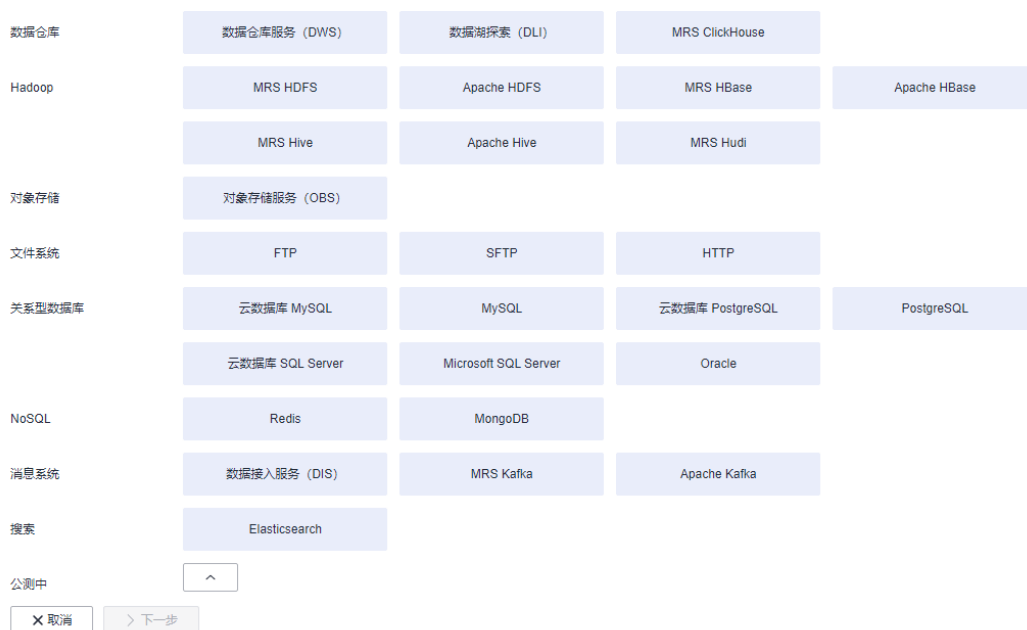 数据仓库 数据仓库服务（DWS） 数据湖探索（DLI） MRS ClickHouse
Hadoop MRS HDFS Apache HDFS MRS HBase Apache HBase
MRS Hive Apache Hive MRS Hudi
对象存储 对象存储服务（OBS）
文件系统 FTP SFTP HTTP
关系型数据库 云数据库 MySQL MySQL 云数据库 PostgreSQL PostgreSQL
云数据库 SQL Server Microsoft SQL Server Oracle
NoSQL Redis MongoDB
消息系统 数据接入服务（DIS） MRS Kafka Apache Kafka
搜索 Elasticsearch
公测中
取消 下一步